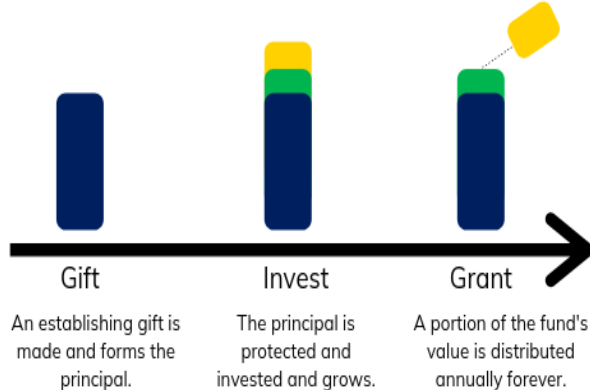 Gift
An establishing gift is
made and forms the
principal.
Invest
The principal is
protected and
invested and grows.
Grant
A portion of the fund's
value is distributed
annually forever.